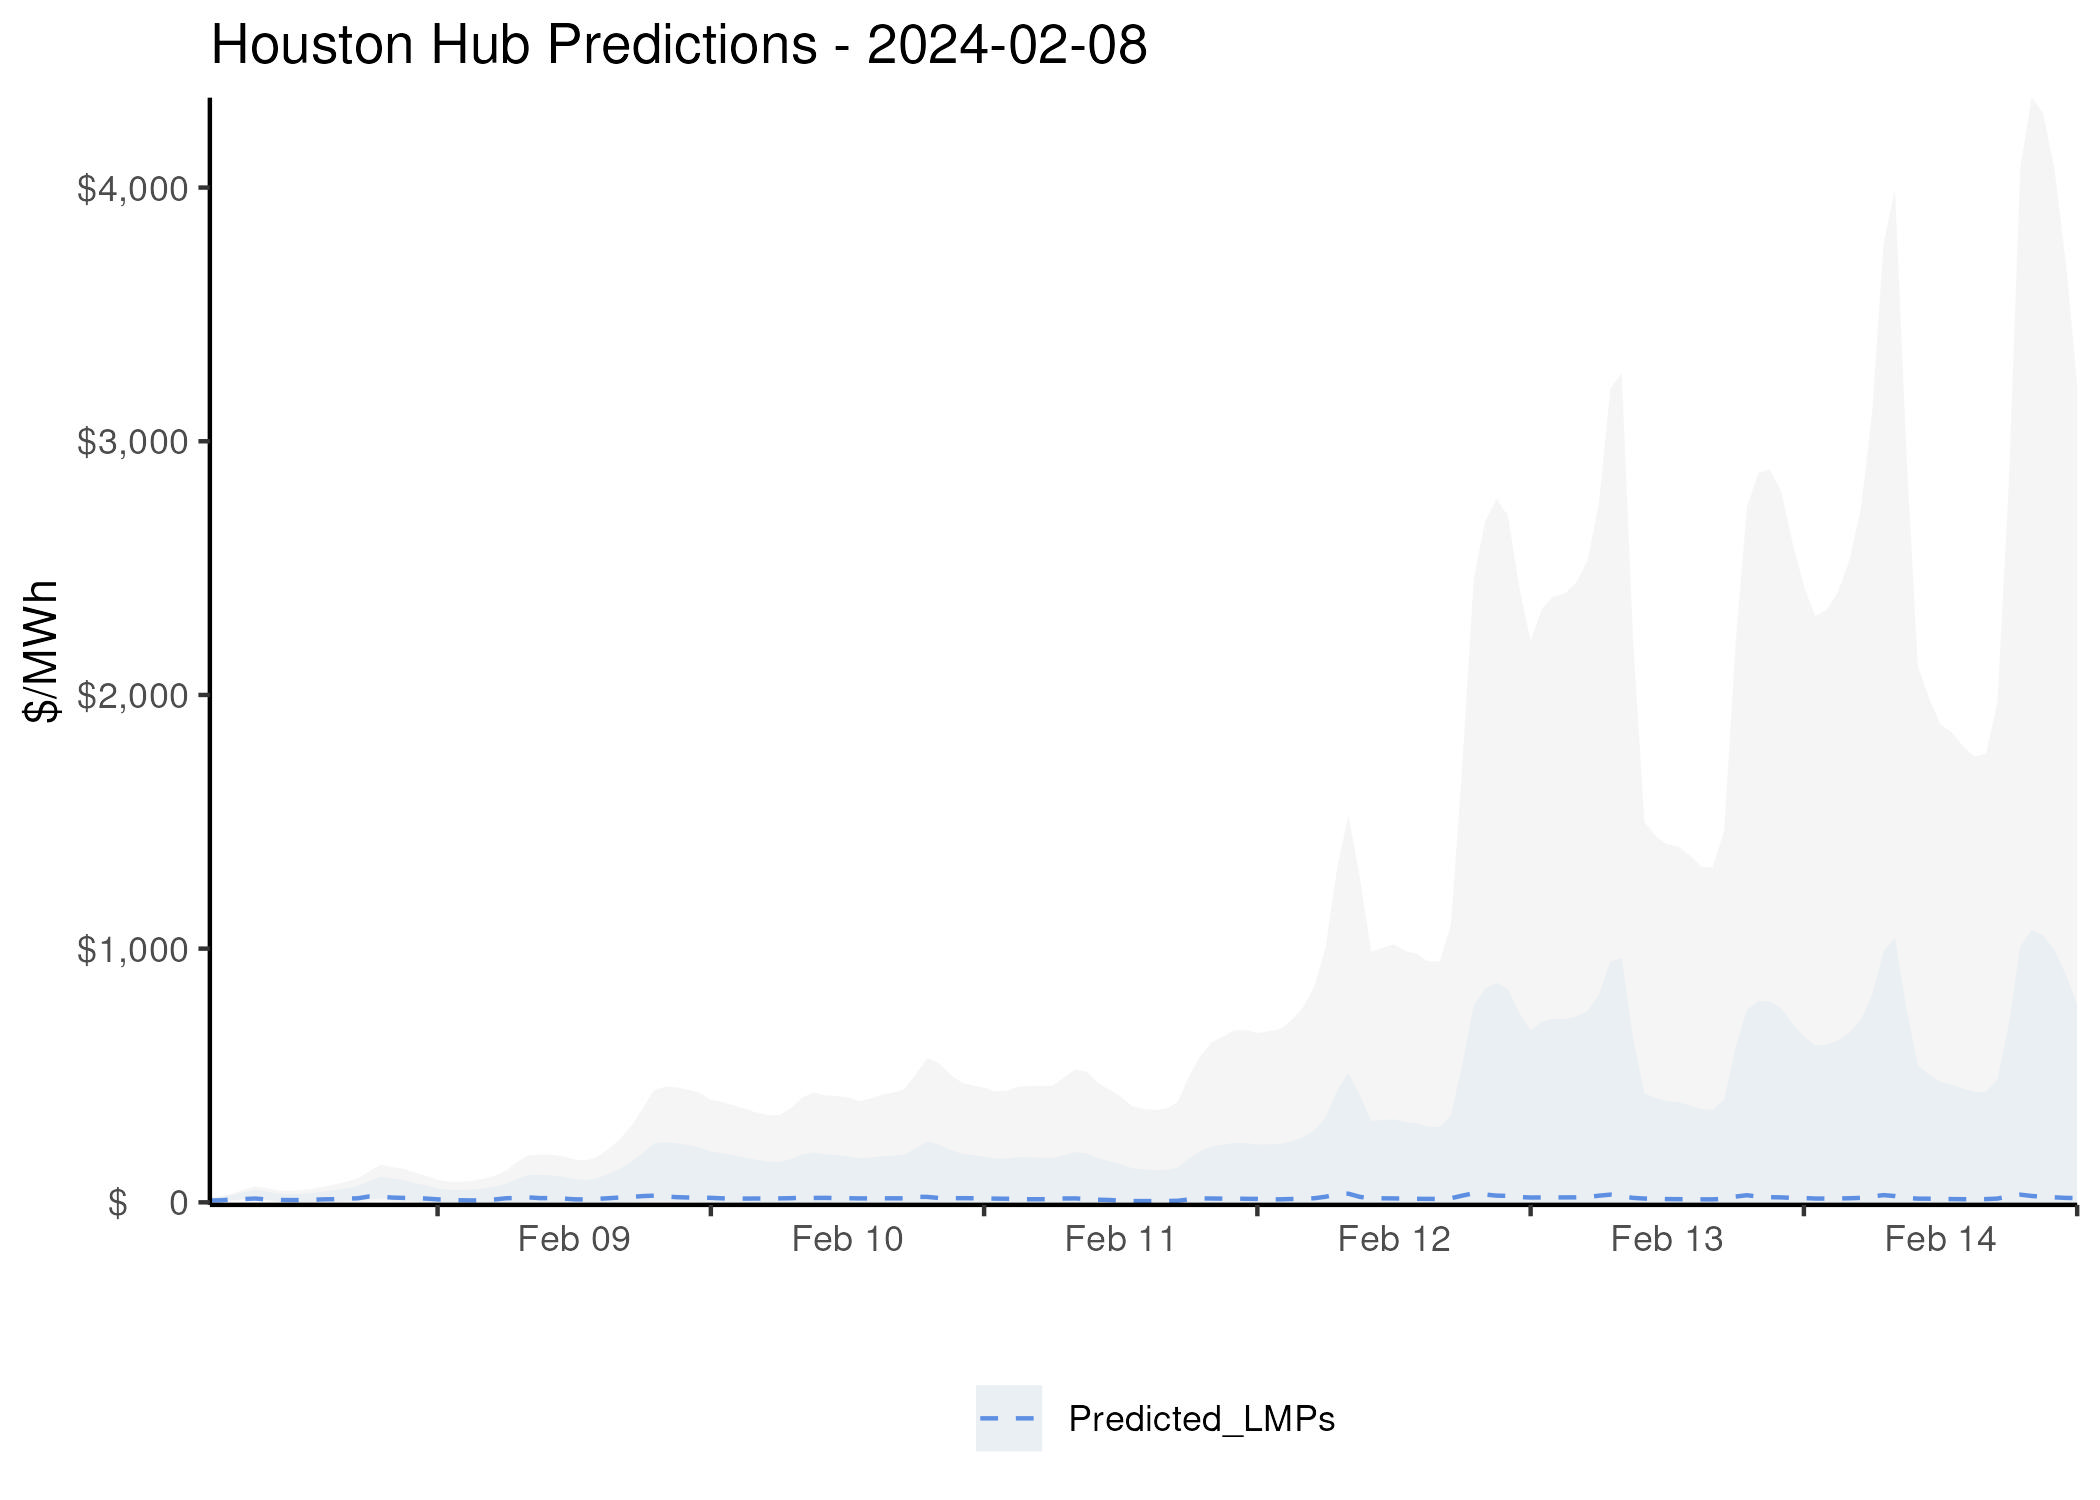 Houston Hub Predictions - 2024-02-08
$/MWh
$4,000
$3,000
$2,000
$1,000
$ 0
Feb 09 Feb 10 Feb 11 Feb 12 Feb 13 Feb 14
Predicted_LMPs